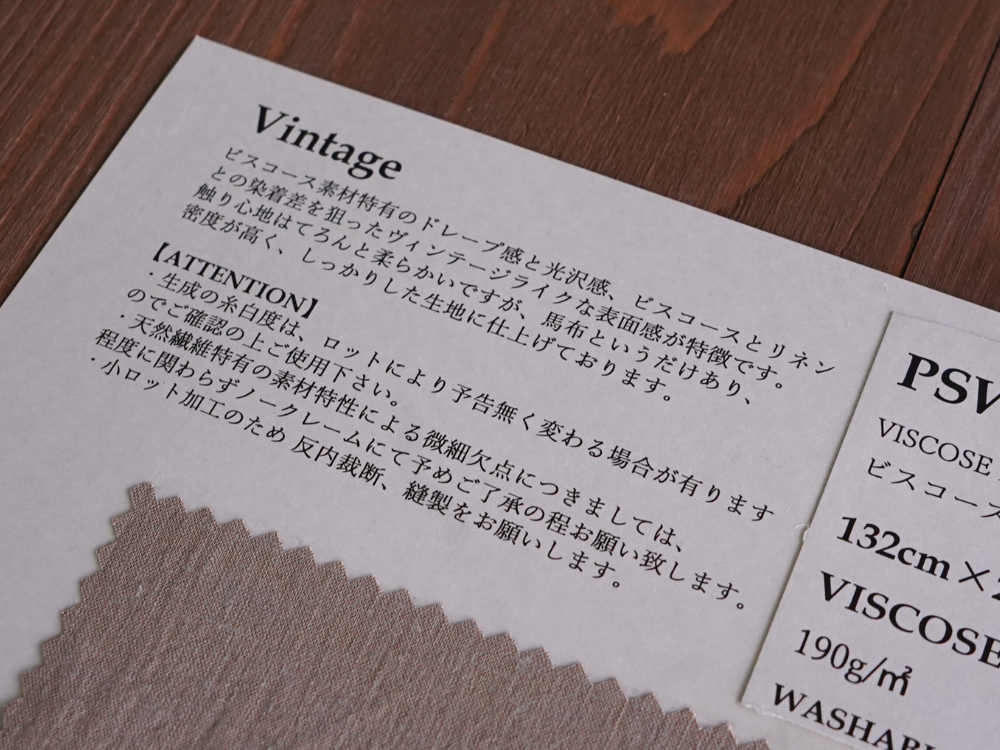 Vintage
ビスコース素材特有のドレープ感と光沢感、ビスコースとリネン
との染着差を狙ったヴィンテージライクな表面感が特徴です。
触り心地はてろんと柔らかいですが、馬布というだけあり、
密度が高く、しっかりした生地に仕上げております。
【ATTENTION】
・生成の糸白度は、ロットにより予告無く変わる場合が有ります
のでご確認の上ご使用下さい。
・天然繊維特有の素材特性による微細欠点につきましては、
程度に関わらずノークレームにて予めご了承の程お願い致します。
・小ロット加工のため 反内裁断、縫製をお願いします。
VISCOSE
ビスコース
132cm×
VISCOSE
190g/㎡